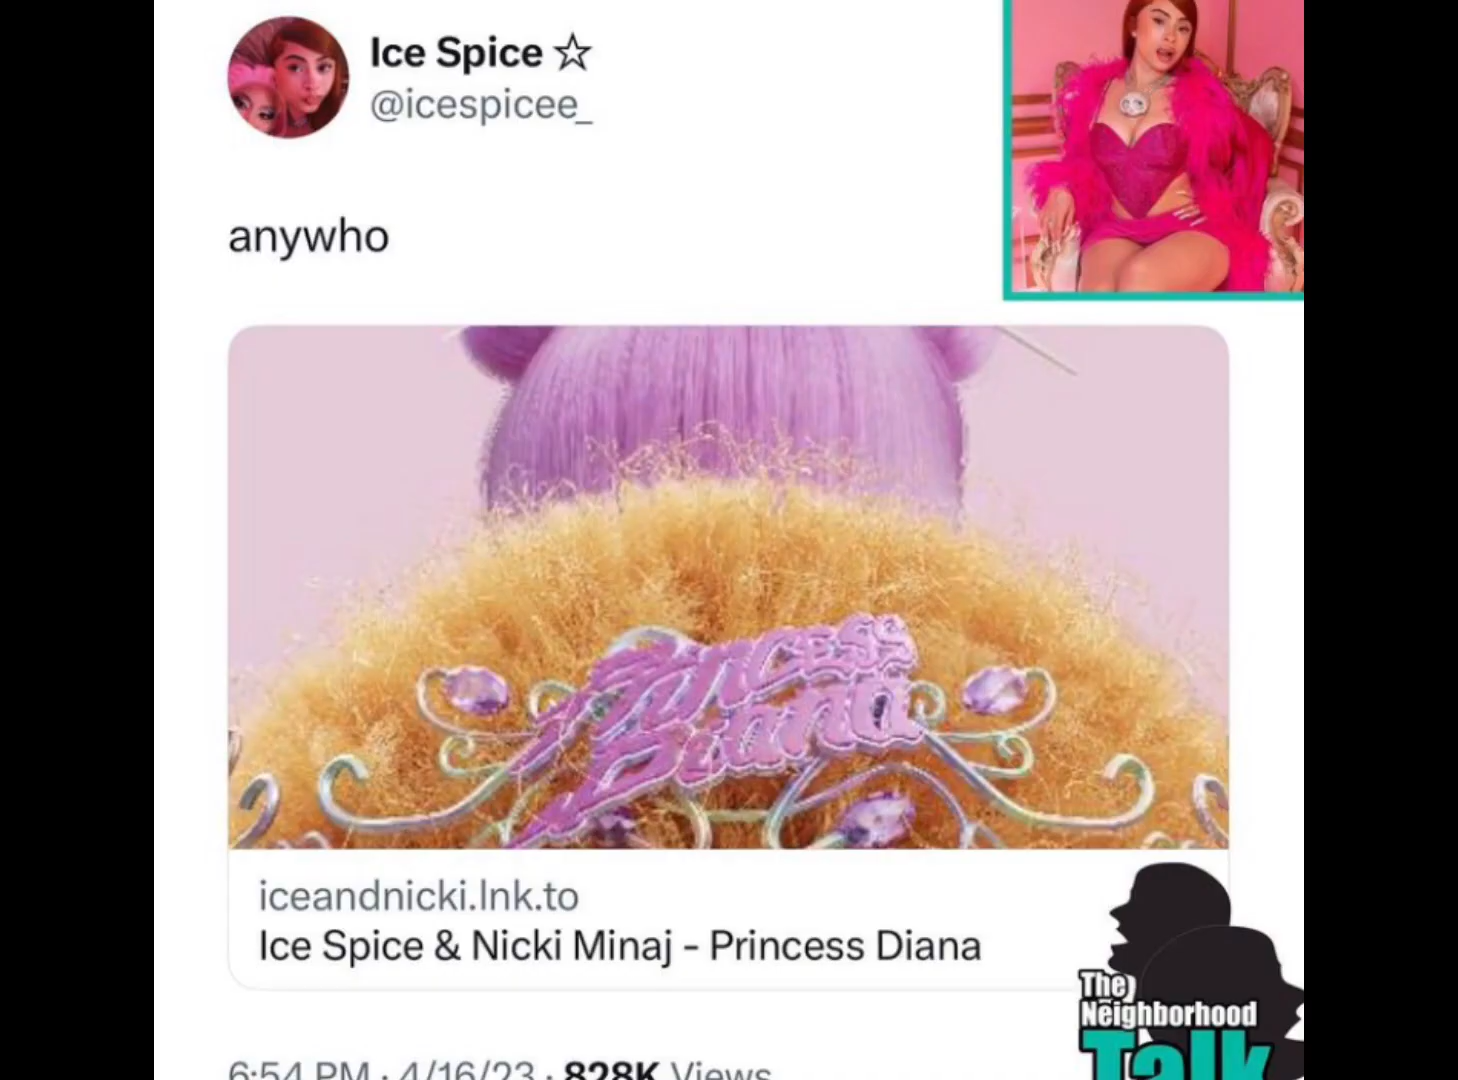 Ice Spice ☆
@icespicee_
anywho
Princess
Diana
iceandnicki.lnk.to
Ice Spice & Nicki Minaj - Princess Diana
The
Neighborhood
Talk
6:54 PM · 4/16/23 · 828K Views